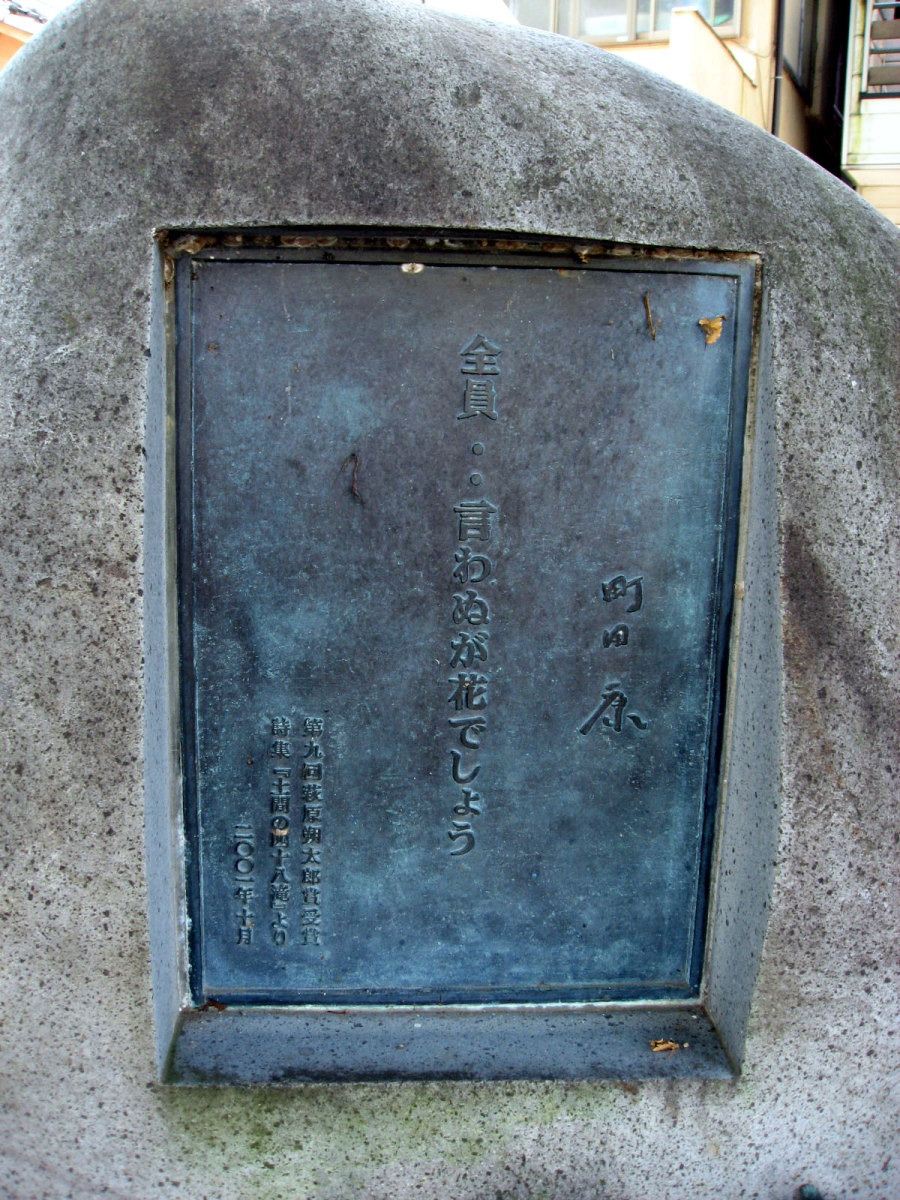 町田康
全員・・言わぬが花でしょう
第九回萩原朔太郎賞受賞
詩集『土間の四十八滝』より
二〇〇一年十月